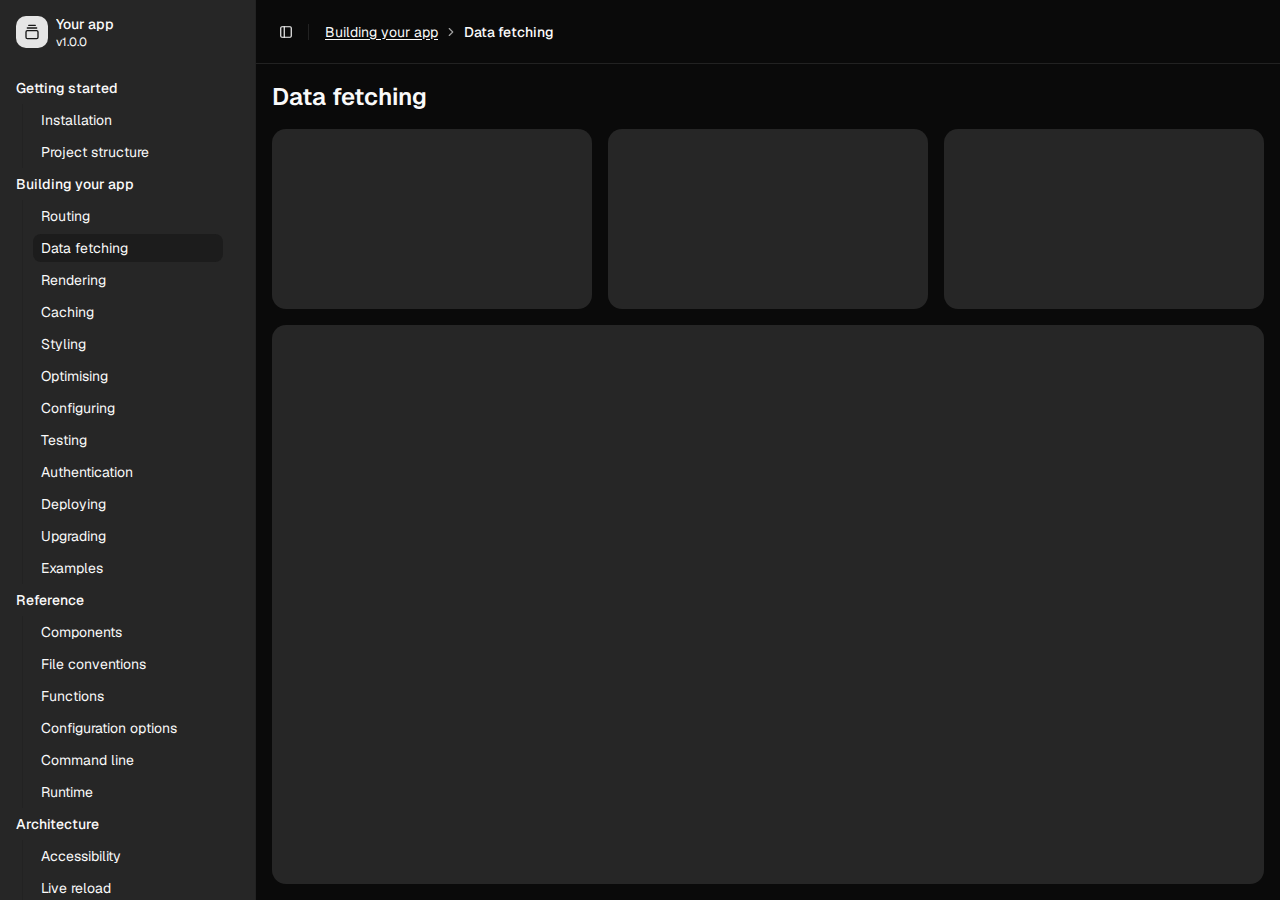 Your app
v1.0.0
Getting started
Installation
Project structure
Building your app
Routing
Data fetching
Rendering
Caching
Styling
Optimising
Configuring
Testing
Authentication
Deploying
Upgrading
Examples
Reference
Components
File conventions
Functions
Configuration options
Command line
Runtime
Architecture
Accessibility
Live reload
Building your app
Data fetching
Data fetching